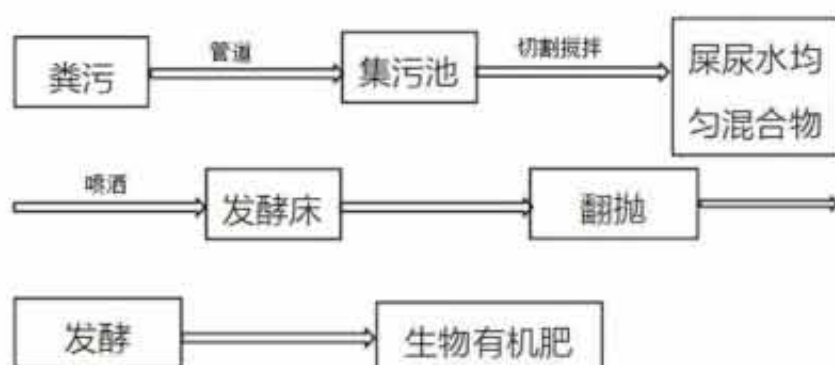 粪污
管道
集污池
切割搅拌
屎尿水均
匀混合物
喷洒
发酵床
翻抛
发酵
生物有机肥